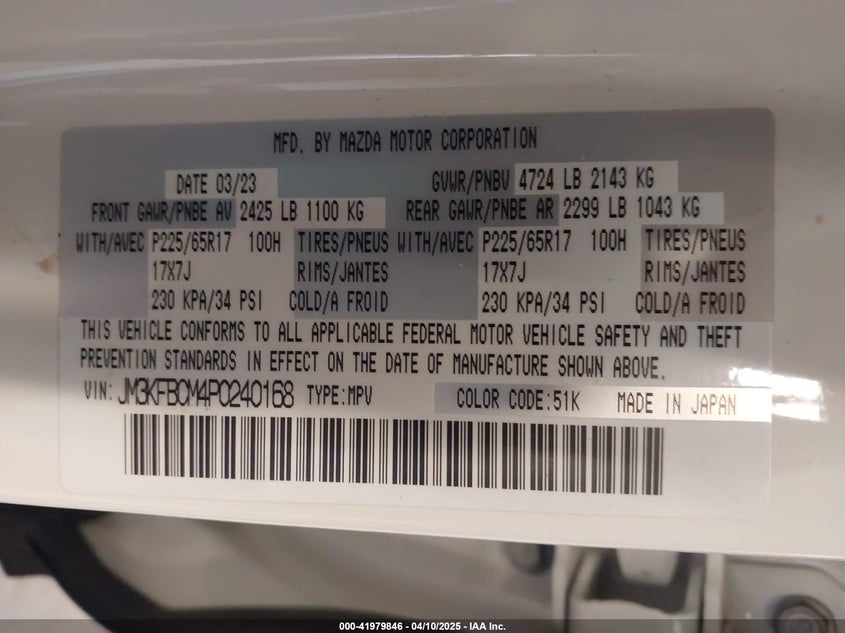 MFD. BY MAZDA MOTOR CORPORATION
DATE 03/23 GVWR/PNBV 4724 LB 2143 KG
FRONT GAWR/PNBE AV 2425 LB 1100 KG REAR GAWR/PNBE AR 2299 LB 1043 KG
WITH/AVEC P225/65R17 100H TIRES/PNEUS WITH/AVEC P225/65R17 100H TIRES/PNEUS
17X7J RIMS/JANTES 17X7J RIMS/JANTES
230 KPA/34 PSI COLD/A FROID 230 KPA/34 PSI COLD/A FROID
THIS VEHICLE CONFORMS TO ALL APPLICABLE FEDERAL MOTOR VEHICLE SAFETY AND THEFT
PREVENTION STANDARDS IN EFFECT ON THE DATE OF MANUFACTURE SHOWN ABOVE.
VIN: JM3KFBCM4P0240168 TYPE:MPV COLOR CODE:51K MADE IN JAPAN
000-41979846 - 04/10/2025 - IAA Inc.